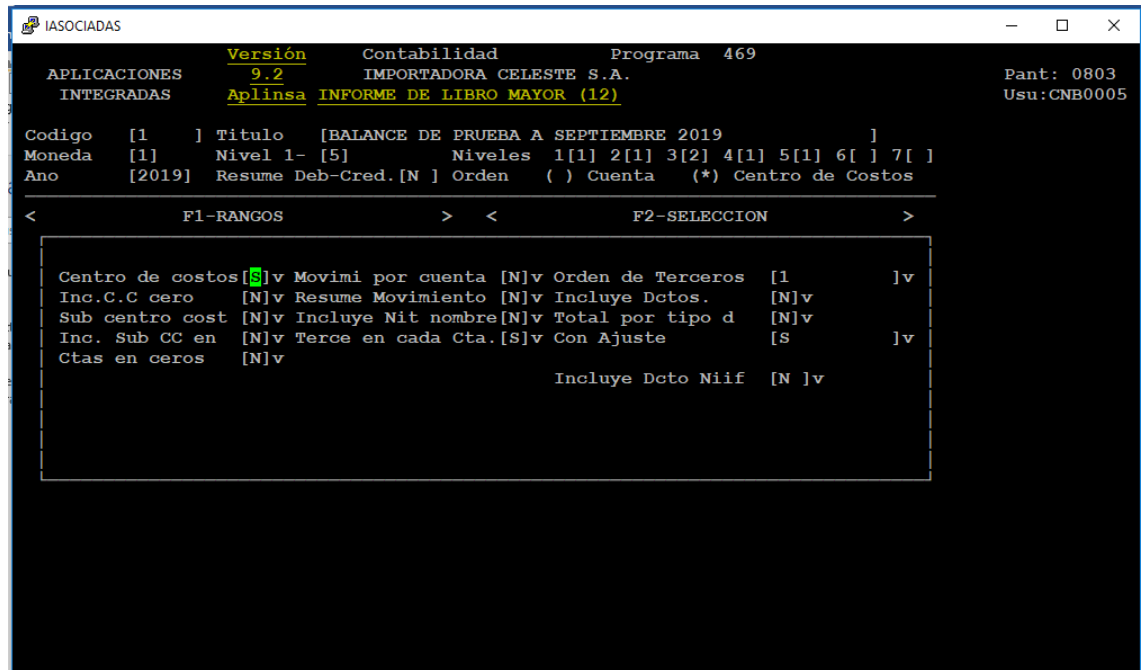 IASOCIADAS
Versión Contabilidad Programa 469
APLICACIONES 9.2 IMPORTADORA CELESTE S.A. Pant: 0803
INTEGRADAS Aplinsa INFORME DE LIBRO MAYOR (12) Usu:CNB0005
Codigo [1 ] Titulo [BALANCE DE PRUEBA A SEPTIEMBRE 2019 ]
Moneda [1] Nivel 1- [5] Niveles 1[1] 2[1] 3[2] 4[1] 5[1] 6[ ] 7[ ]
Ano [2019] Resume Deb-Cred.[N ] Orden ( ) Cuenta (*) Centro de Costos
< F1-RANGOS > < F2-SELECCION >
Centro de costos[S]v Movimi por cuenta [N]v Orden de Terceros [1 ]v
Inc.C.C cero [N]v Resume Movimiento [N]v Incluye Dctos. [N]v
Sub centro cost [N]v Incluye Nit nombre[N]v Total por tipo d [N]v
Inc. Sub CC en [N]v Terce en cada Cta.[S]v Con Ajuste [S ]v
Ctas en ceros [N]v
Incluye Dcto Niif [N ]v